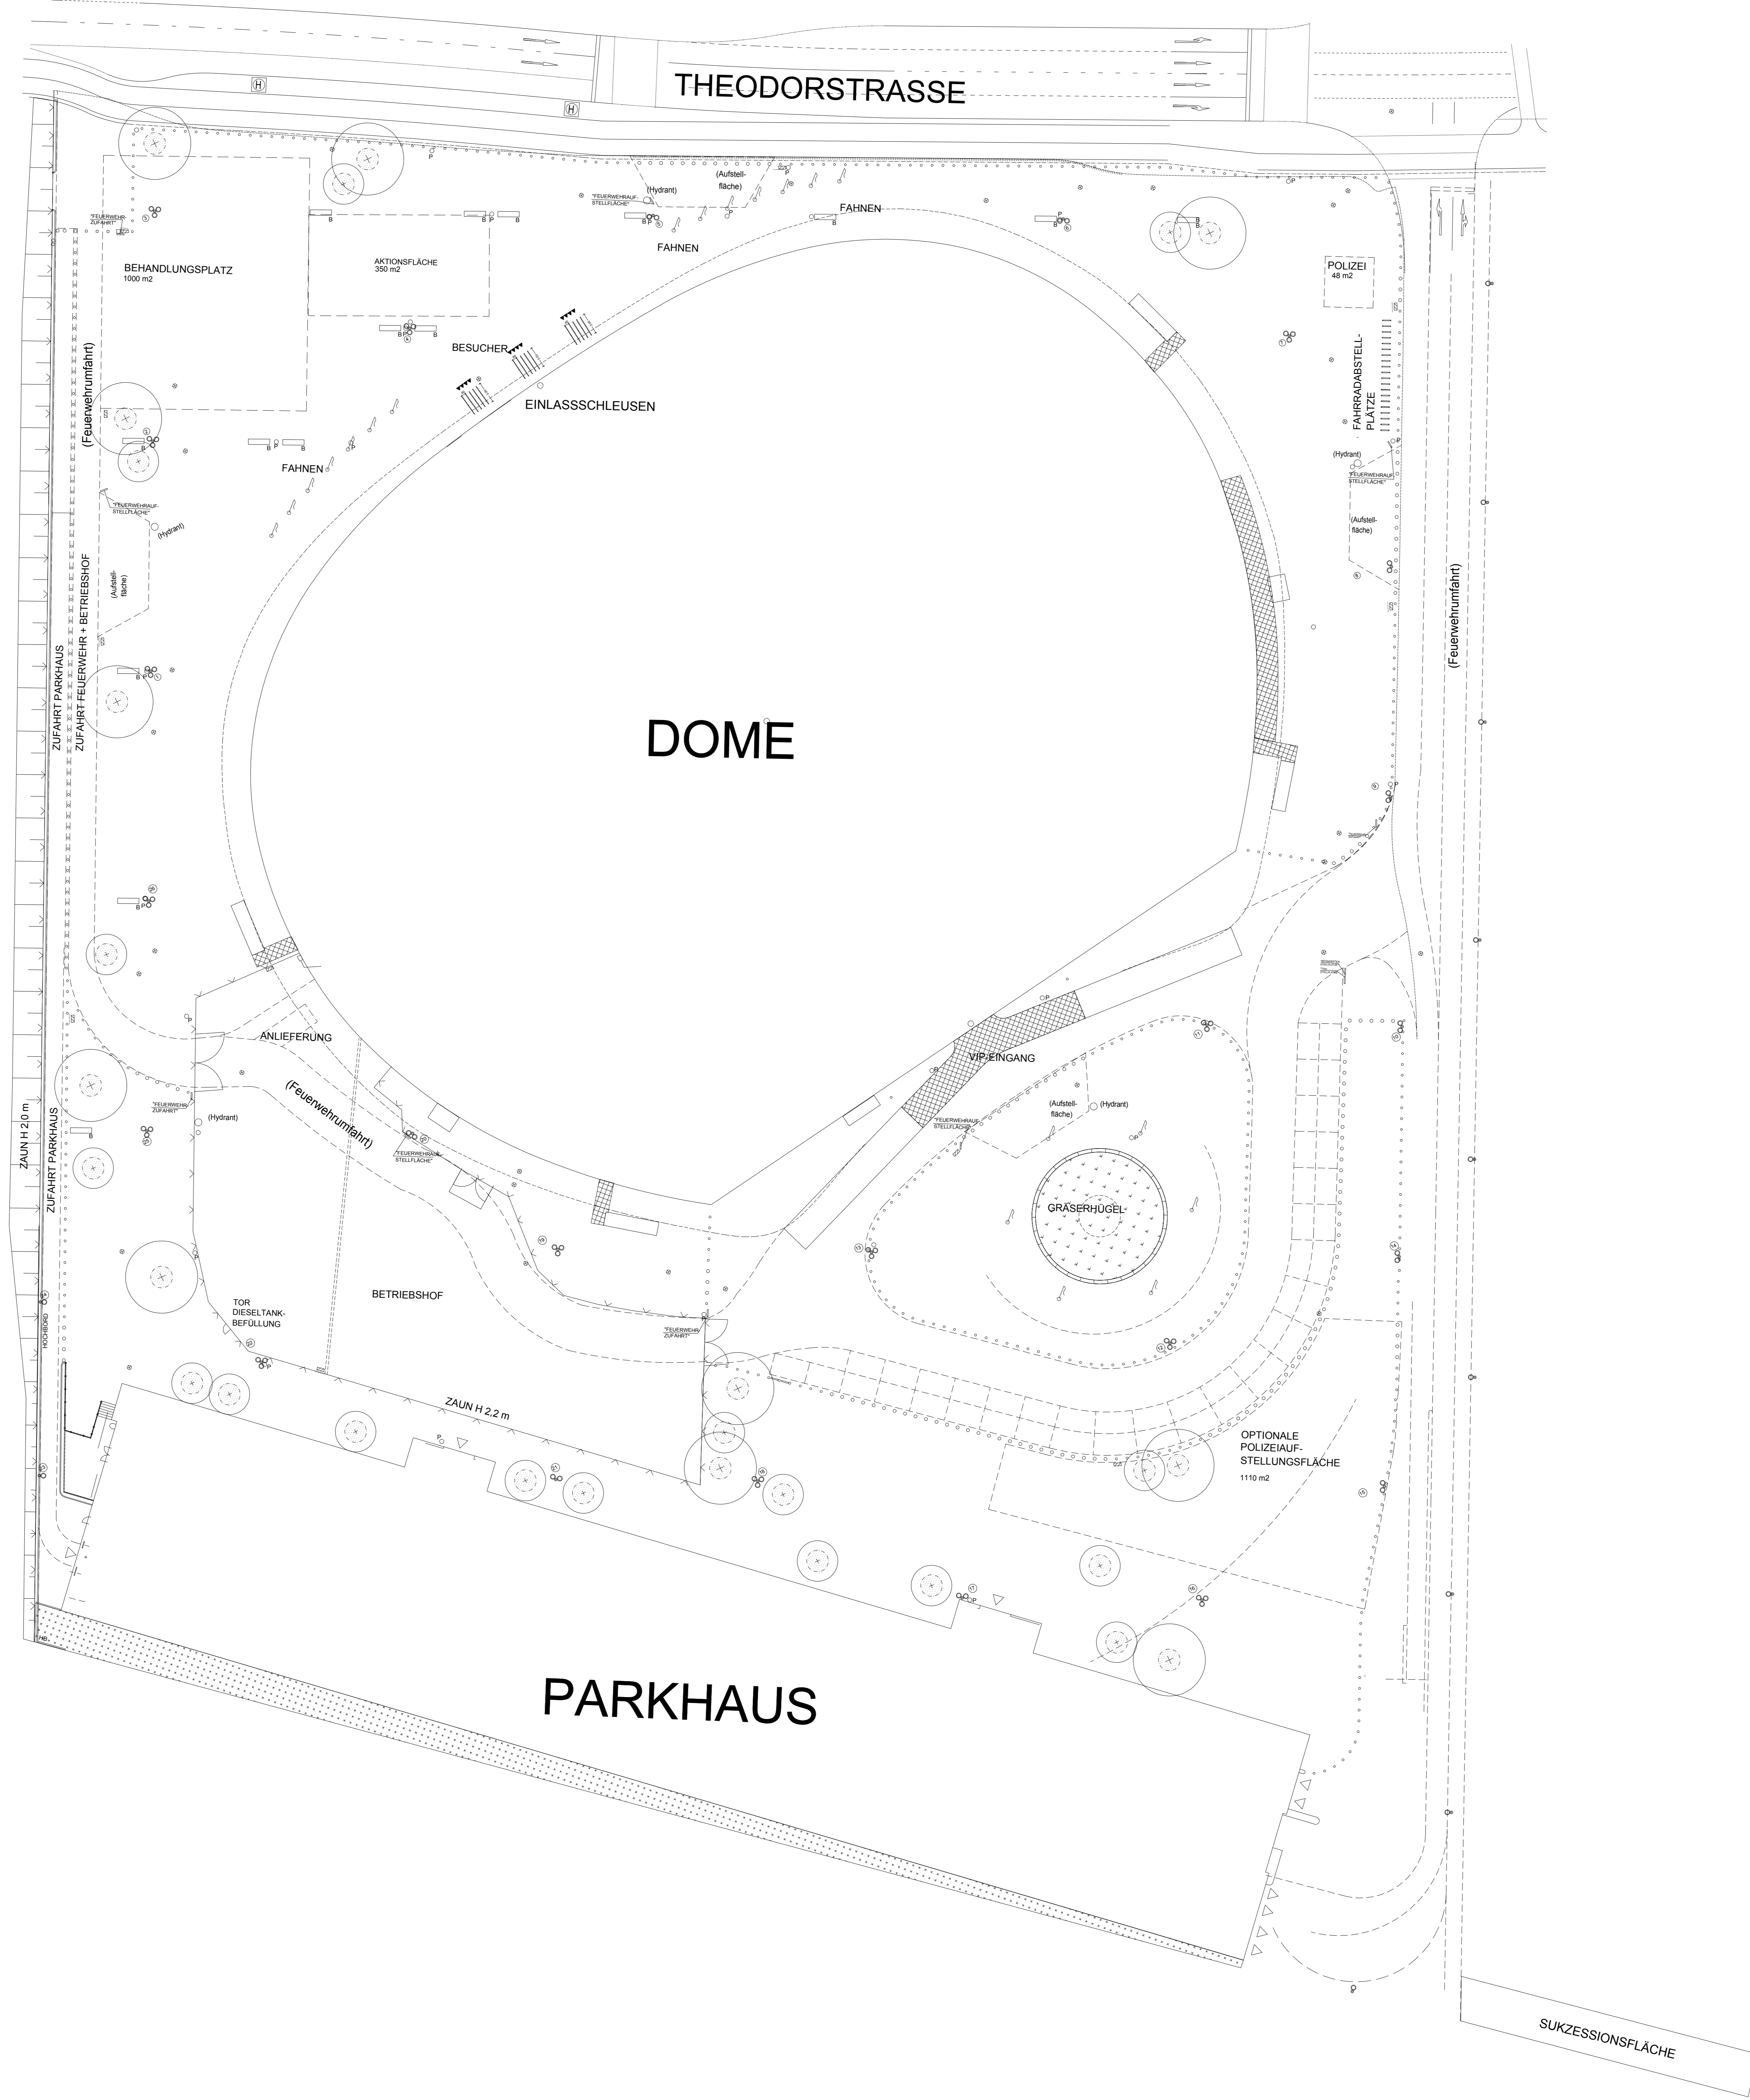 THEODORSTRASSE
H
H
(Hydrant)
(Aufstell-
fläche)
"FEUERWEHRAUF-
STELLFLÄCHE"
FAHNEN
FAHNEN
"FEUERWEHR-
ZUFAHRT"
BEHANDLUNGSPLATZ
1000 m2
AKTIONSFLÄCHE
350 m2
POLIZEI
48 m2
BESUCHER
EINLASSSCHLEUSEN
FAHRRADABSTELL-
PLÄTZE
(Feuerwehrumfahrt)
FAHNEN
(Hydrant)
"FEUERWEHRAUF-
STELLFLÄCHE"
(Aufstell-
fläche)
"FEUERWEHRAUF-
STELLFLÄCHE"
(Hydrant)
(Aufstell-
fläche)
(Feuerwehrumfahrt)
ZUFAHRT PARKHAUS
ZUFAHRT FEUERWEHR + BETRIEBSHOF
DOME
ANLIEFERUNG
(Feuerwehrumfahrt)
VIP-EINGANG
"FEUERWEHR
ZUFAHRT"
(Hydrant)
(Aufstell-
fläche)
(Hydrant)
"FEUERWEHRAUF-
STELLFLÄCHE"
"FEUERWEHRAUF-
STELLFLÄCHE"
ZAUN H 2,0 m
ZUFAHRT PARKHAUS
GRÄSERHÜGEL
HOCHBORD
TOR
DIESELTANK-
BEFÜLLUNG
BETRIEBSHOF
"FEUERWEHR
ZUFAHRT"
ZAUN H 2,2 m
OPTIONALE
POLIZEIAUF-
STELLUNGSFLÄCHE
1110 m2
PARKHAUS
SUKZESSIONSFLÄCHE